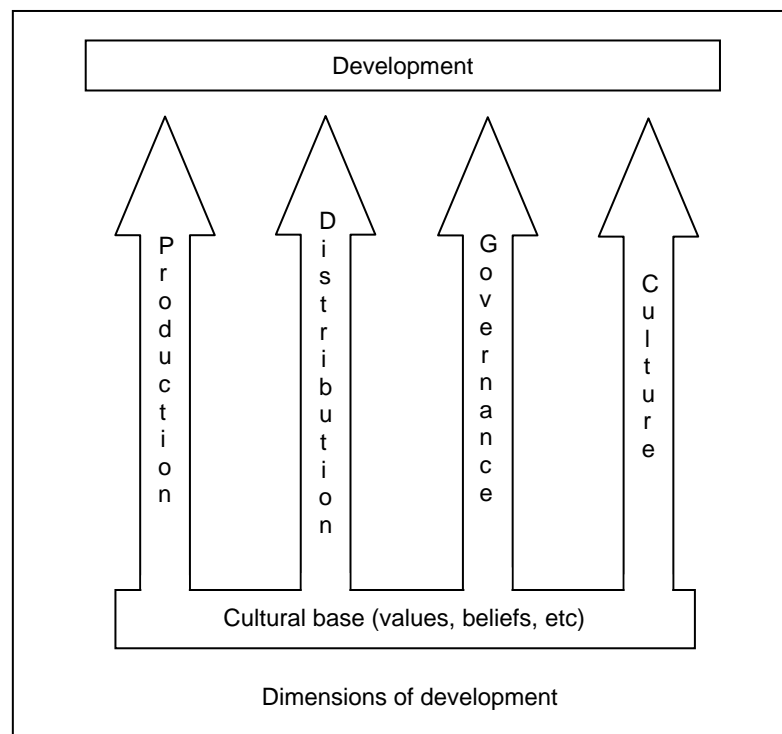 Development
Production
Distribution
Governance
Culture
Cultural base (values, beliefs, etc)
Dimensions of development